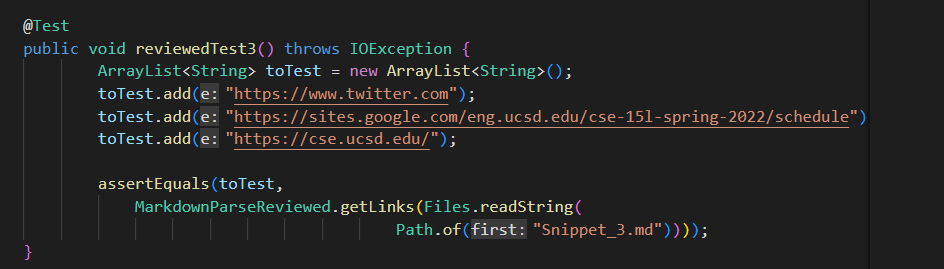 @Test
public void reviewedTest3() throws IOException {
ArrayList<String> toTest = new ArrayList<String>();
toTest.add(e: "https://www.twitter.com");
toTest.add(e: "https://sites.google.com/eng.ucsd.edu/cse-15l-spring-2022/schedule")
toTest.add(e: "https://cse.ucsd.edu/");
assertEquals(toTest,
MarkdownParseReviewed.getLinks(Files.readString(
Path.of(first: "Snippet_3.md"))));
}